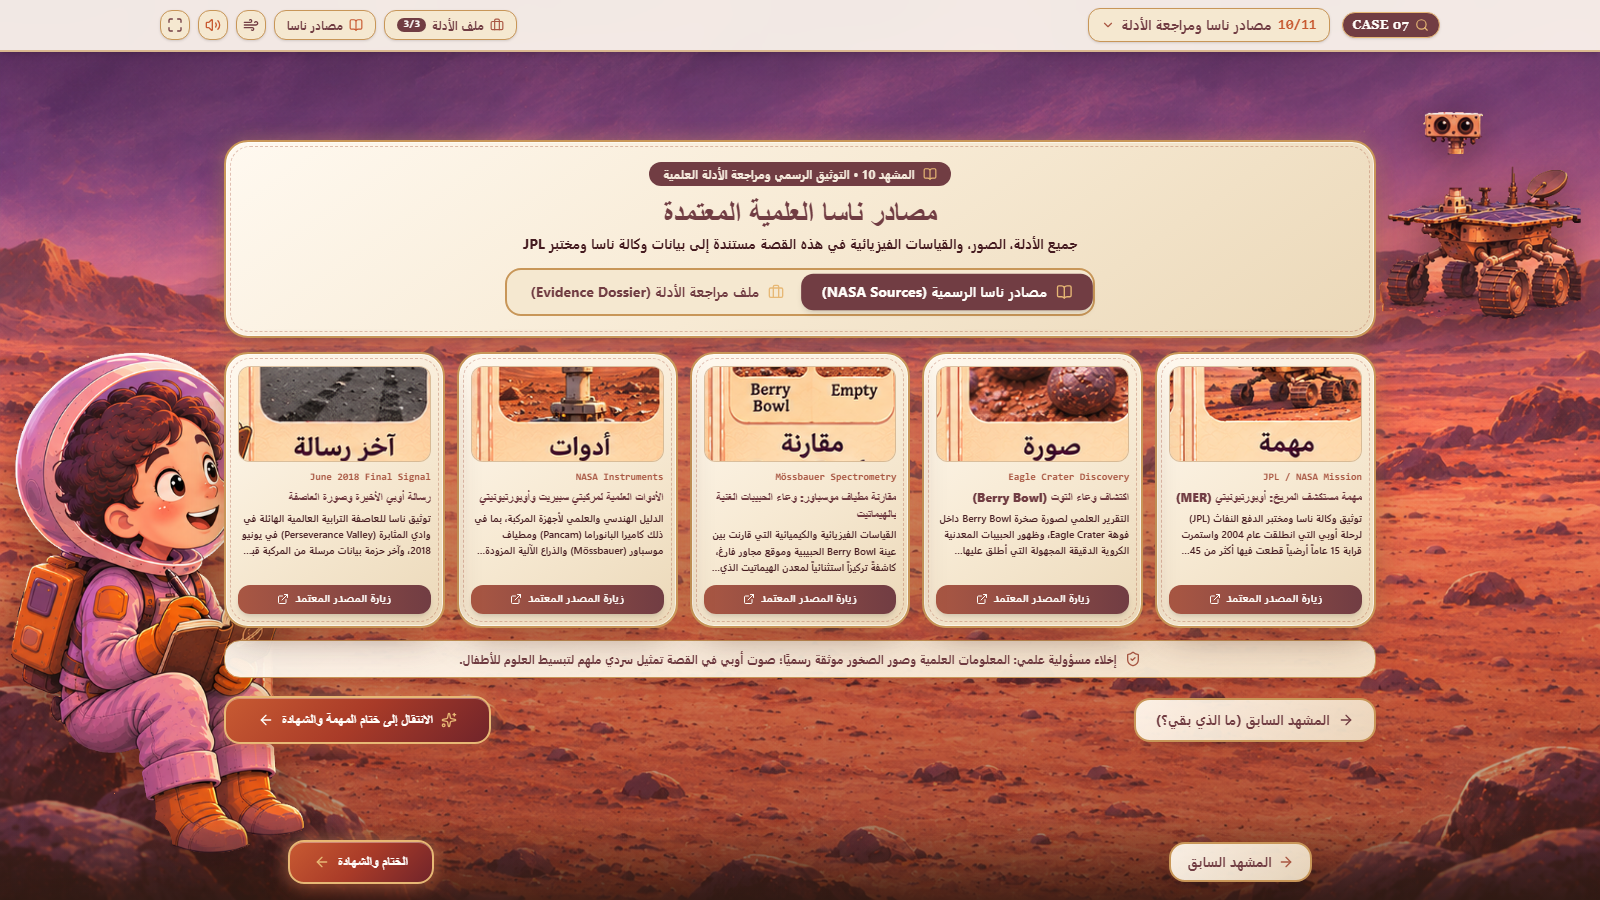 CASE 07
10/11 مصادر ناسا ومراجعة الأدلة
ملف الأدلة 3/3
مصادر ناسا
المشهد 10 • التوثيق الرسمي ومراجعة الأدلة العلمية
مصادر ناسا العلمية المعتمدة
جميع الأدلة، الصور، والقياسات الفيزيائية في هذه القصة مستندة إلى بيانات وكالة ناسا ومختبر JPL
مصادر ناسا الرسمية (NASA Sources)
ملف مراجعة الأدلة (Evidence Dossier)
مهمة
JPL / NASA Mission
مهمة مستكشف المريخ: أوپورتيونيتي (MER)
توثيق وكالة ناسا ومختبر الدفع النفاث (JPL)
لرحلة أوبي التي انطلقت عام 2004 واستمرت
قرابة 15 عاماً أرضياً قطعت فيها أكثر من 45...
زيارة المصدر المعتمد
صورة
Eagle Crater Discovery
اكتشاف وعاء التوت (Berry Bowl)
التقرير العلمي لصورة صخرة Berry Bowl داخل
فوهة Eagle Crater، وظهور الحبيبات المعدنية
الكروية الدقيقة المجهولة التي أطلق عليها...
زيارة المصدر المعتمد
Berry Bowl
Empty
مقارنة
Mössbauer Spectrometry
مقارنة مطياف موسباور: وعاء الحبيبات الغنية
بالهيماتيت
القياسات الفيزيائية والكيميائية التي قارنت بين
عينة Berry Bowl الحبيبية وموقع مجاور فارغ،
كاشفةً تركيزاً استثنائياً لمعدن الهيماتيت الذي...
زيارة المصدر المعتمد
أدوات
NASA Instruments
الأدوات العلمية لمركبتي سبيريت وأوپورتيونيتي
الدليل الهندسي والعلمي لأجهزة المركبة، بما في
ذلك كاميرا البانوراما (Pancam) ومطياف
موسباور (Mössbauer) والذراع الآلية المزودة...
زيارة المصدر المعتمد
آخر رسالة
June 2018 Final Signal
رسالة أوبي الأخيرة وصورة العاصفة
توثيق ناسا للعاصفة الترابية العالمية الهائلة في
وادي المثابرة (Perseverance Valley) في يونيو
2018، وآخر حزمة بيانات مرسلة من المركبة قبـ...
زيارة المصدر المعتمد
إخلاء مسؤولية علمي: المعلومات العلمية وصور الصخور موثقة رسميًا؛ صوت أوبي في القصة تمثيل سردي ملهم لتبسيط العلوم للأطفال.
المشهد السابق (ما الذي بقي؟)
الانتقال إلى ختام المهمة والشهادة
المشهد السابق
الختام والشهادة